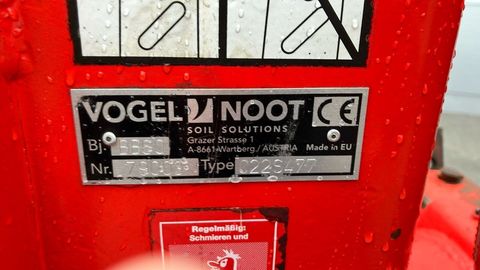 VOGEL NOOT
SOIL SOLUTIONS
Grazer Strasse 1
A-8661 Wartberg / AUSTRIA
CE
Made in EU
Bj.
Nr. Type
Regelmäßig:
Schmieren und